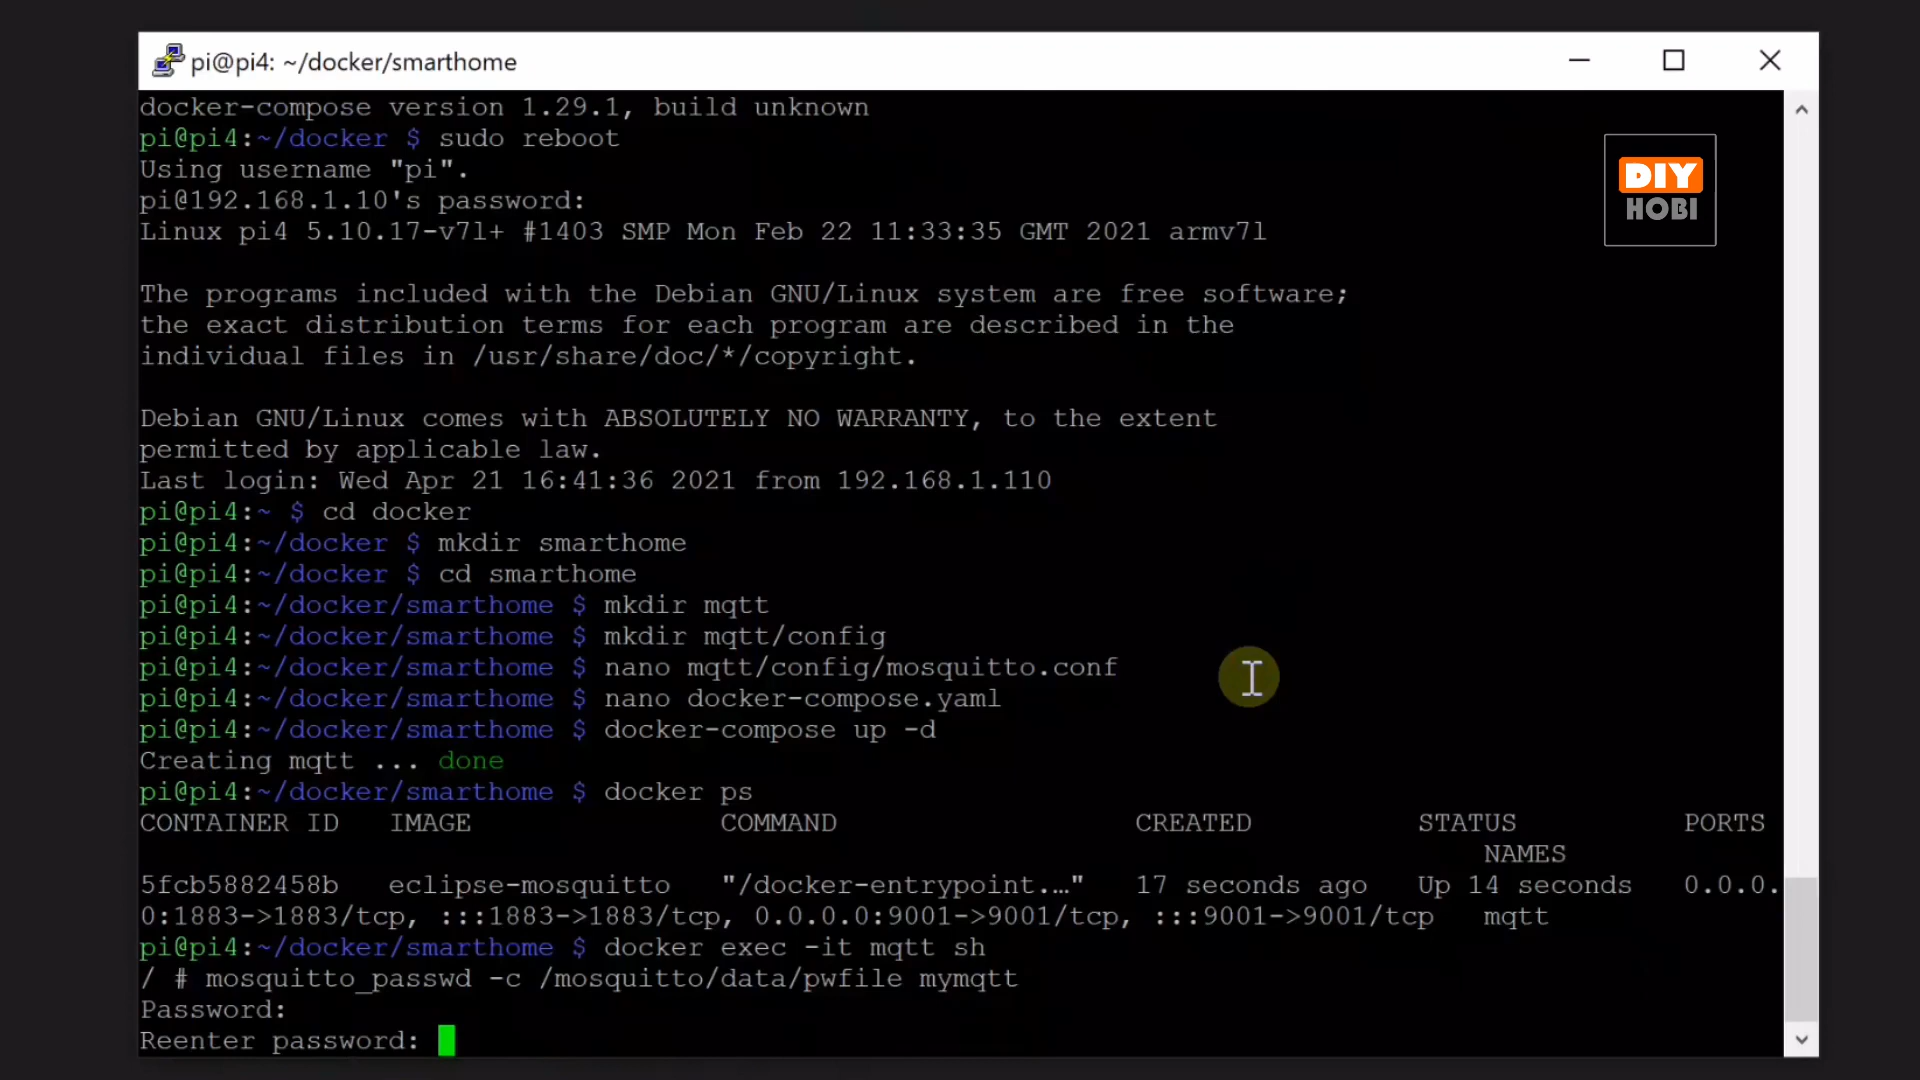 pi@pi4: ~/docker/smarthome
docker-compose version 1.29.1, build unknown
pi@pi4:~/docker $ sudo reboot
Using username "pi".
pi@192.168.1.10's password:
Linux pi4 5.10.17-v7l+ #1403 SMP Mon Feb 22 11:33:35 GMT 2021 armv7l
DIY
HOBI
The programs included with the Debian GNU/Linux system are free software;
the exact distribution terms for each program are described in the
individual files in /usr/share/doc/*/copyright.
Debian GNU/Linux comes with ABSOLUTELY NO WARRANTY, to the extent
permitted by applicable law.
Last login: Wed Apr 21 16:41:36 2021 from 192.168.1.110
pi@pi4:~ $ cd docker
pi@pi4:~/docker $ mkdir smarthome
pi@pi4:~/docker $ cd smarthome
pi@pi4:~/docker/smarthome $ mkdir mqtt
pi@pi4:~/docker/smarthome $ mkdir mqtt/config
pi@pi4:~/docker/smarthome $ nano mqtt/config/mosquitto.conf
pi@pi4:~/docker/smarthome $ nano docker-compose.yaml
pi@pi4:~/docker/smarthome $ docker-compose up -d
Creating mqtt ... done
pi@pi4:~/docker/smarthome $ docker ps
CONTAINER ID IMAGE COMMAND CREATED STATUS PORTS
NAMES
5fcb5882458b eclipse-mosquitto "/docker-entrypoint.…" 17 seconds ago Up 14 seconds 0.0.0.
0:1883->1883/tcp, :::1883->1883/tcp, 0.0.0.0:9001->9001/tcp, :::9001->9001/tcp mqtt
pi@pi4:~/docker/smarthome $ docker exec -it mqtt sh
/ # mosquitto_passwd -c /mosquitto/data/pwfile mymqtt
Password:
Reenter password: